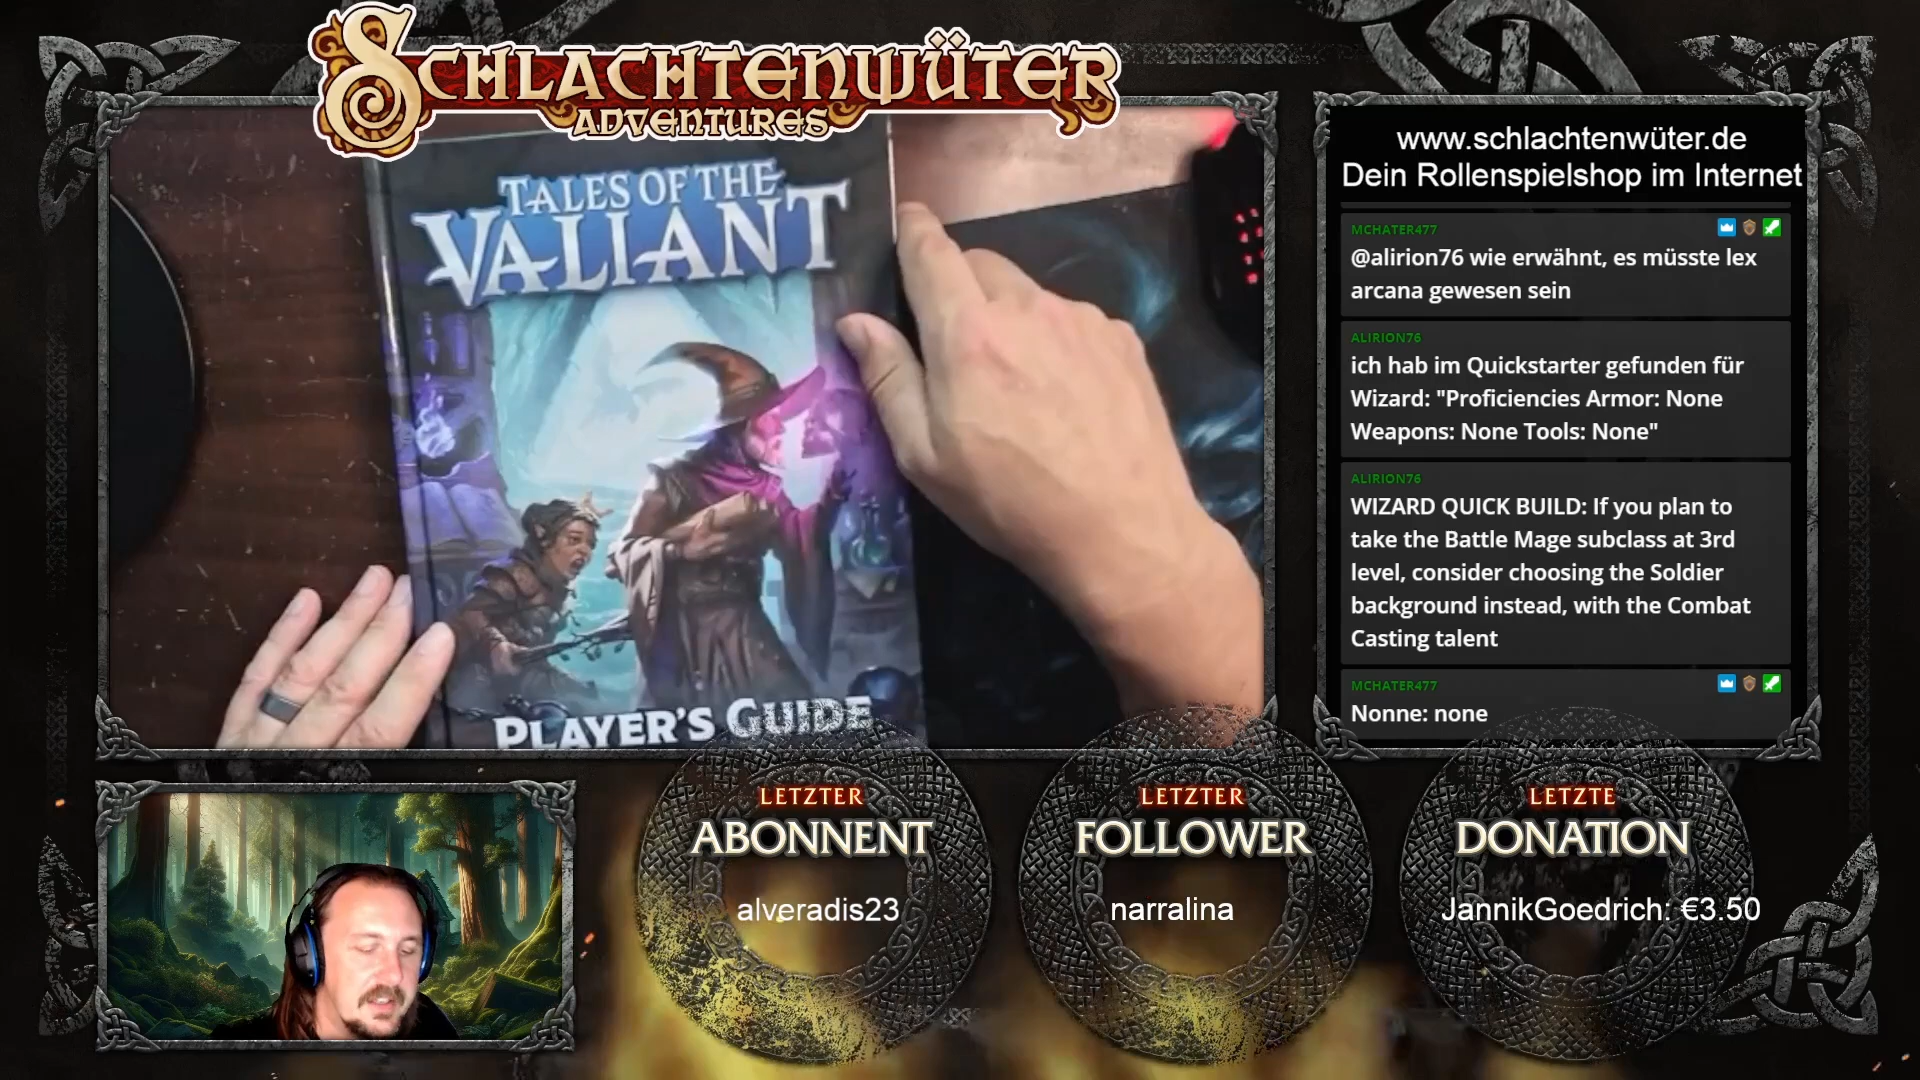 SCHLACHTENWÜTER
ADVENTURES
TALES OF THE
VALIANT
PLAYER'S GUIDE
www.schlachtenwüter.de
Dein Rollenspielshop im Internet
MCHATER477
@alirion76 wie erwähnt, es müsste lex
arcana gewesen sein
ALIRION76
ich hab im Quickstarter gefunden für
Wizard: "Proficiencies Armor: None
Weapons: None Tools: None"
ALIRION76
WIZARD QUICK BUILD: If you plan to
take the Battle Mage subclass at 3rd
level, consider choosing the Soldier
background instead, with the Combat
Casting talent
MCHATER477
Nonne: none
LETZTER
ABONNENT
alveradis23
LETZTER
FOLLOWER
narralina
LETZTE
DONATION
JannikGoedrich: €3.50